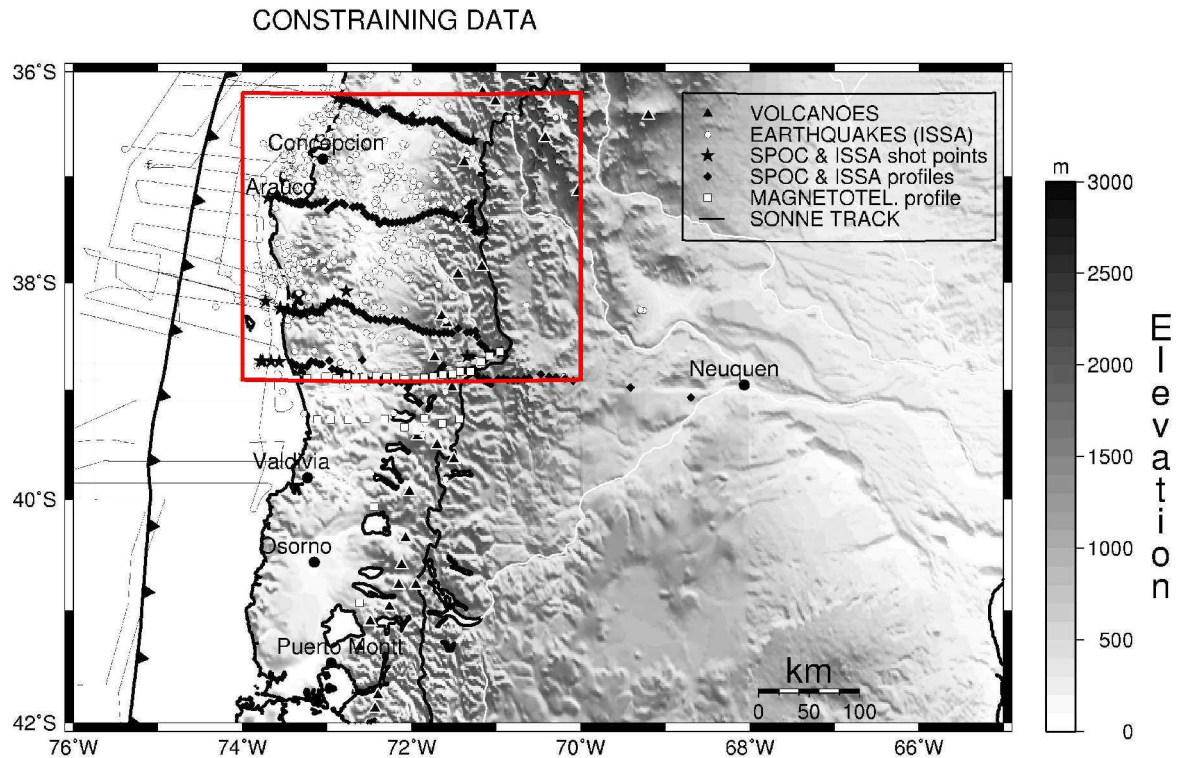 CONSTRAINING DATA
36°S
38°S
40°S
42°S
76°W
74°W
72°W
70°W
68°W
66°W
Concepcion
Arauco
Valdivia
Osorno
Puerto Montt
Neuquen
VOLCANOES
EARTHQUAKES (ISSA)
SPOC & ISSA shot points
SPOC & ISSA profiles
MAGNETOTEL. profile
SONNE TRACK
km
0 50 100
m
3000
2500
2000
1500
1000
500
0
Elevation